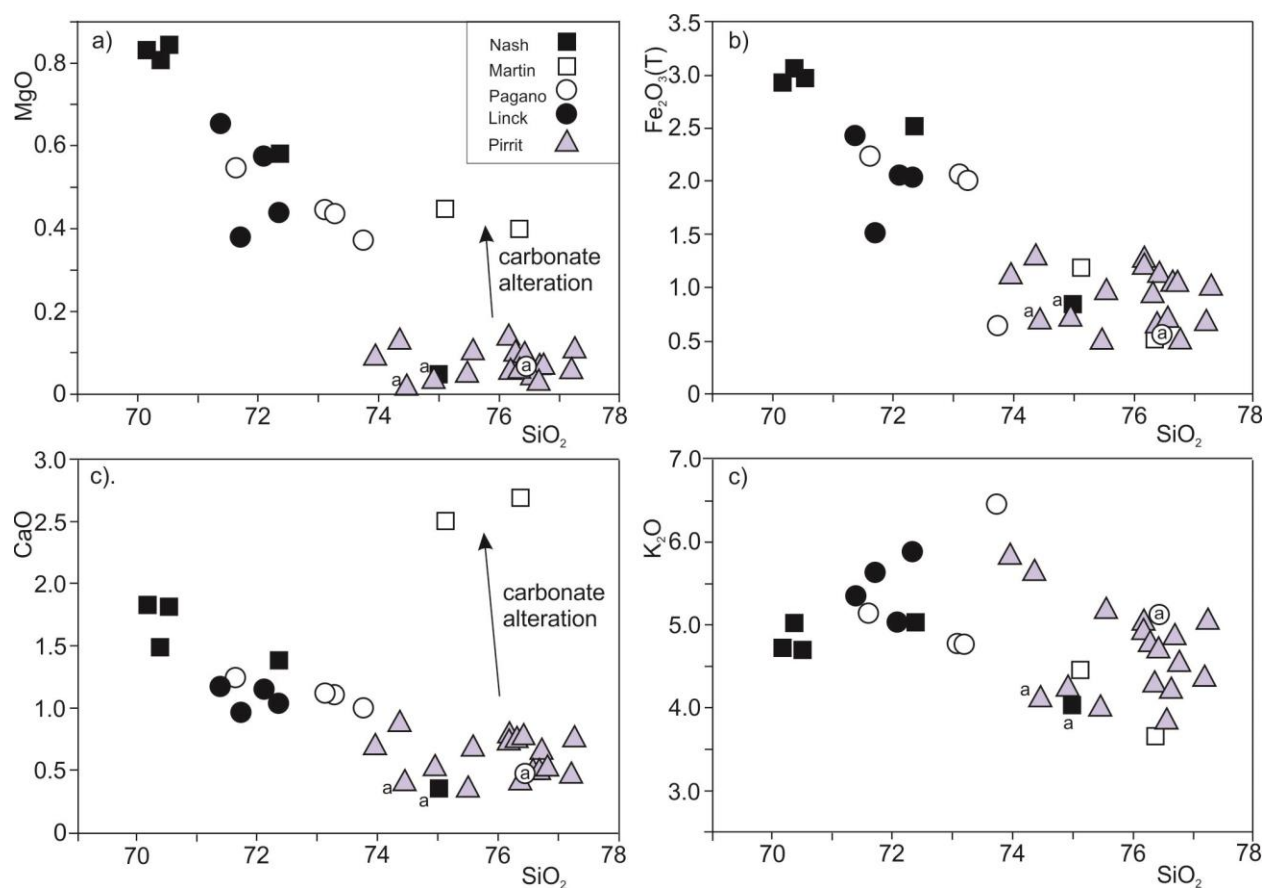 a)
MgO
0.8
0.6
0.4
0.2
0
Nash
Martin
Pagano
Linck
Pirrit
carbonate
alteration
a
a
a
70 72 74 76 78
SiO₂
b)
Fe₂O₃(T)
3.5
3.0
2.5
2.0
1.5
1.0
0.5
0
a
a
a
70 72 74 76 78
SiO₂
c).
CaO
3.0
2.5
2.0
1.5
1.0
0.5
0
carbonate
alteration
a
a
a
70 72 74 76 78
SiO₂
c)
K₂O
7.0
6.0
5.0
4.0
3.0
a
a
a
70 72 74 76 78
SiO₂